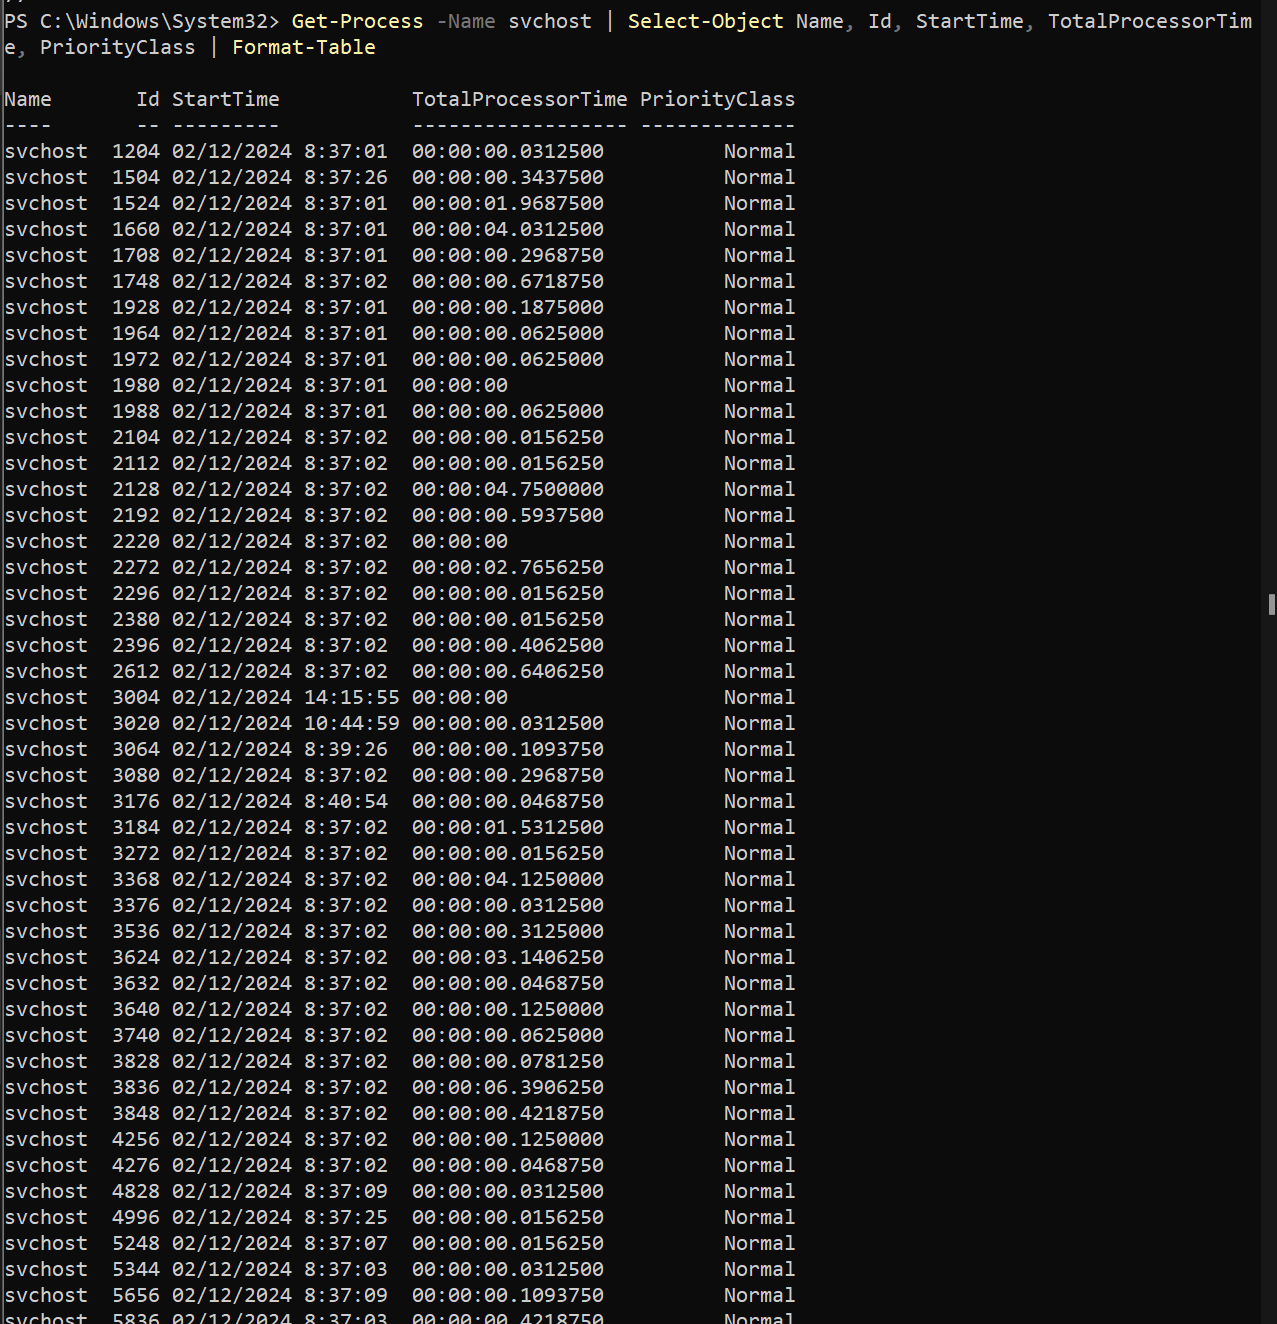 PS C:\Windows\System32> Get-Process -Name svchost | Select-Object Name, Id, StartTime, TotalProcessorTim
e, PriorityClass | Format-Table
Name Id StartTime TotalProcessorTime PriorityClass
---- -- --------- ------------------ -------------
svchost 1204 02/12/2024 8:37:01 00:00:00.0312500 Normal
svchost 1504 02/12/2024 8:37:26 00:00:00.3437500 Normal
svchost 1524 02/12/2024 8:37:01 00:00:01.9687500 Normal
svchost 1660 02/12/2024 8:37:01 00:00:04.0312500 Normal
svchost 1708 02/12/2024 8:37:01 00:00:00.2968750 Normal
svchost 1748 02/12/2024 8:37:02 00:00:00.6718750 Normal
svchost 1928 02/12/2024 8:37:01 00:00:00.1875000 Normal
svchost 1964 02/12/2024 8:37:01 00:00:00.0625000 Normal
svchost 1972 02/12/2024 8:37:01 00:00:00.0625000 Normal
svchost 1980 02/12/2024 8:37:01 00:00:00 Normal
svchost 1988 02/12/2024 8:37:01 00:00:00.0625000 Normal
svchost 2104 02/12/2024 8:37:02 00:00:00.0156250 Normal
svchost 2112 02/12/2024 8:37:02 00:00:00.0156250 Normal
svchost 2128 02/12/2024 8:37:02 00:00:04.7500000 Normal
svchost 2192 02/12/2024 8:37:02 00:00:00.5937500 Normal
svchost 2220 02/12/2024 8:37:02 00:00:00 Normal
svchost 2272 02/12/2024 8:37:02 00:00:02.7656250 Normal
svchost 2296 02/12/2024 8:37:02 00:00:00.0156250 Normal
svchost 2380 02/12/2024 8:37:02 00:00:00.0156250 Normal
svchost 2396 02/12/2024 8:37:02 00:00:00.4062500 Normal
svchost 2612 02/12/2024 8:37:02 00:00:00.6406250 Normal
svchost 3004 02/12/2024 14:15:55 00:00:00 Normal
svchost 3020 02/12/2024 10:44:59 00:00:00.0312500 Normal
svchost 3064 02/12/2024 8:39:26 00:00:00.1093750 Normal
svchost 3080 02/12/2024 8:37:02 00:00:00.2968750 Normal
svchost 3176 02/12/2024 8:40:54 00:00:00.0468750 Normal
svchost 3184 02/12/2024 8:37:02 00:00:01.5312500 Normal
svchost 3272 02/12/2024 8:37:02 00:00:00.0156250 Normal
svchost 3368 02/12/2024 8:37:02 00:00:04.1250000 Normal
svchost 3376 02/12/2024 8:37:02 00:00:00.0312500 Normal
svchost 3536 02/12/2024 8:37:02 00:00:00.3125000 Normal
svchost 3624 02/12/2024 8:37:02 00:00:03.1406250 Normal
svchost 3632 02/12/2024 8:37:02 00:00:00.0468750 Normal
svchost 3640 02/12/2024 8:37:02 00:00:00.1250000 Normal
svchost 3740 02/12/2024 8:37:02 00:00:00.0625000 Normal
svchost 3828 02/12/2024 8:37:02 00:00:00.0781250 Normal
svchost 3836 02/12/2024 8:37:02 00:00:06.3906250 Normal
svchost 3848 02/12/2024 8:37:02 00:00:00.4218750 Normal
svchost 4256 02/12/2024 8:37:02 00:00:00.1250000 Normal
svchost 4276 02/12/2024 8:37:02 00:00:00.0468750 Normal
svchost 4828 02/12/2024 8:37:09 00:00:00.0312500 Normal
svchost 4996 02/12/2024 8:37:25 00:00:00.0156250 Normal
svchost 5248 02/12/2024 8:37:07 00:00:00.0156250 Normal
svchost 5344 02/12/2024 8:37:03 00:00:00.0312500 Normal
svchost 5656 02/12/2024 8:37:09 00:00:00.1093750 Normal
svchost 5836 02/12/2024 8:37:03 00:00:00.4218750 Normal